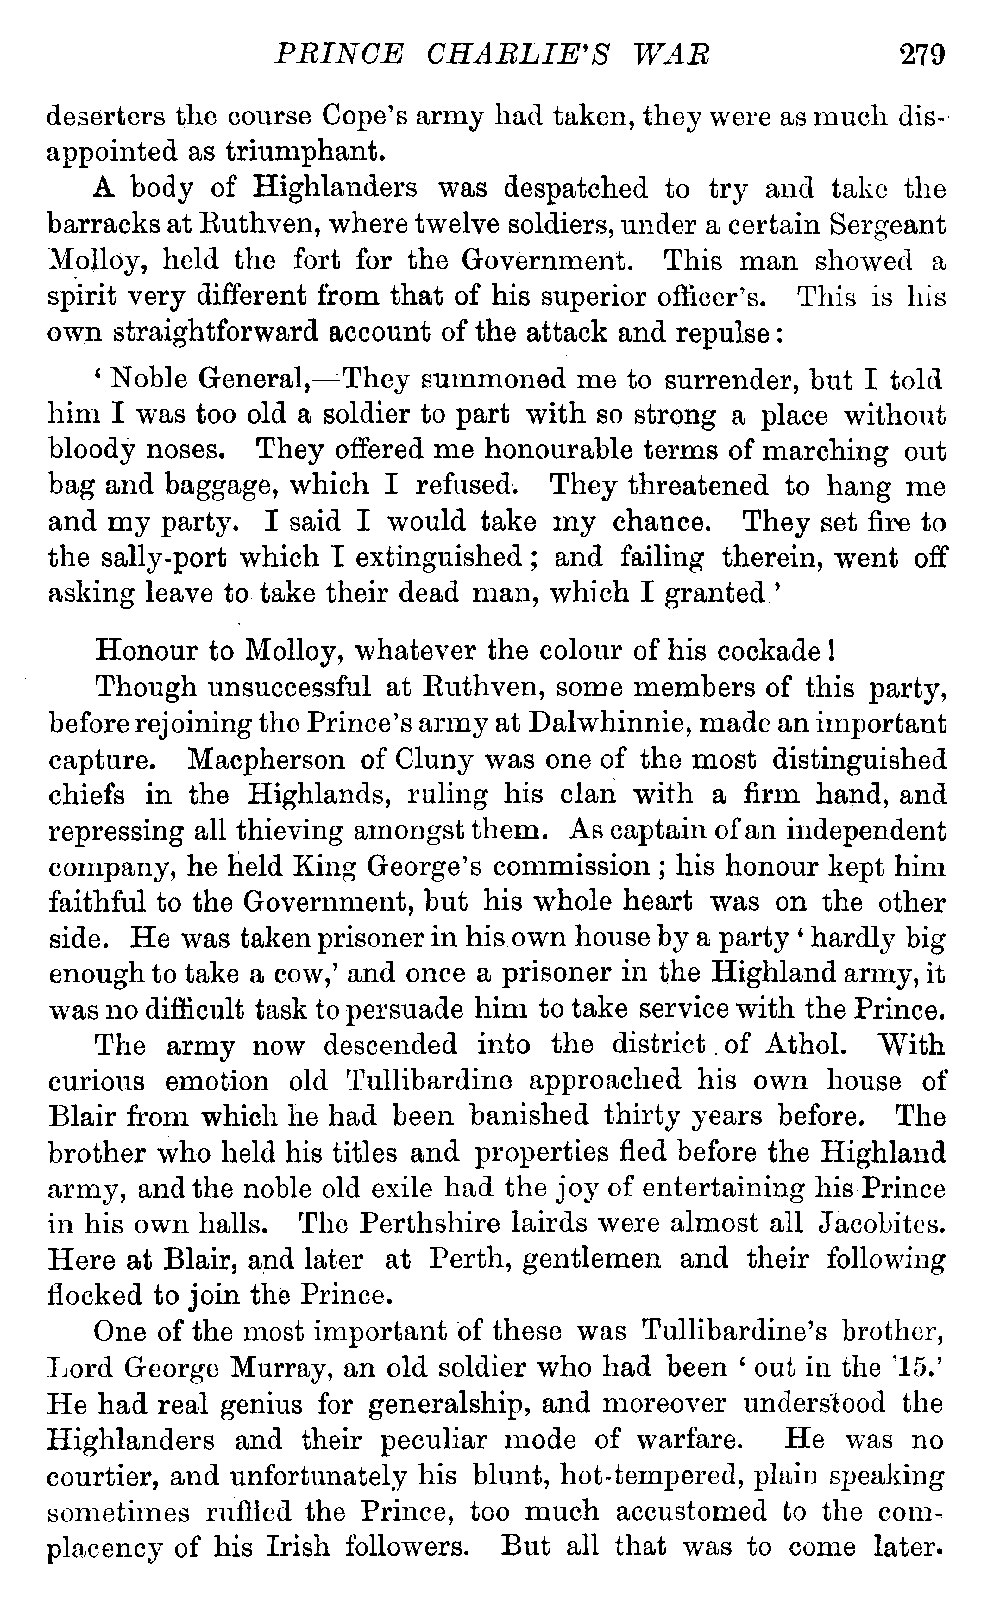 PRINCE CHARLIE'S WAR 279
deserters the course Cope's army had taken, they were as much dis-
appointed as triumphant.
A body of Highlanders was despatched to try and take the
barracks at Ruthven, where twelve soldiers, under a certain Sergeant
Molloy, held the fort for the Government. This man showed a
spirit very different from that of his superior officer's. This is his
own straightforward account of the attack and repulse:
‘Noble General,—They summoned me to surrender, but I told
him I was too old a soldier to part with so strong a place without
bloody noses. They offered me honourable terms of marching out
bag and baggage, which I refused. They threatened to hang me
and my party. I said I would take my chance. They set fire to
the sally-port which I extinguished; and failing therein, went off
asking leave to take their dead man, which I granted.’
Honour to Molloy, whatever the colour of his cockade!
Though unsuccessful at Ruthven, some members of this party,
before rejoining the Prince's army at Dalwhinnie, made an important
capture. Macpherson of Cluny was one of the most distinguished
chiefs in the Highlands, ruling his clan with a firm hand, and
repressing all thieving amongst them. As captain of an independent
company, he held King George's commission; his honour kept him
faithful to the Government, but his whole heart was on the other
side. He was taken prisoner in his own house by a party ‘hardly big
enough to take a cow,’ and once a prisoner in the Highland army, it
was no difficult task to persuade him to take service with the Prince.
The army now descended into the district of Athol. With
curious emotion old Tullibardine approached his own house of
Blair from which he had been banished thirty years before. The
brother who held his titles and properties fled before the Highland
army, and the noble old exile had the joy of entertaining his Prince
in his own halls. The Perthshire lairds were almost all Jacobites.
Here at Blair, and later at Perth, gentlemen and their following
flocked to join the Prince.
One of the most important of these was Tullibardine's brother,
Lord George Murray, an old soldier who had been ‘out in the '15.’
He had real genius for generalship, and moreover understood the
Highlanders and their peculiar mode of warfare. He was no
courtier, and unfortunately his blunt, hot-tempered, plain speaking
sometimes ruffled the Prince, too much accustomed to the com-
placency of his Irish followers. But all that was to come later.